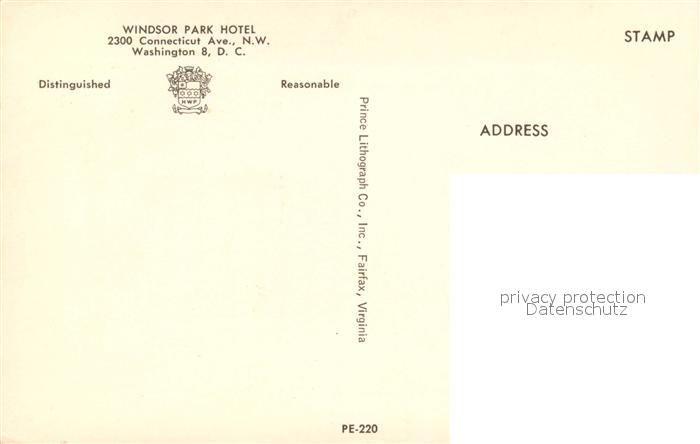 WINDSOR PARK HOTEL
2300 Connecticut Ave., N.W.
Washington 8, D. C.
Distinguished
HWP
Reasonable
Prince Lithograph Co., Inc., Fairfax, Virginia
PE-220
STAMP
ADDRESS
privacy protection
Datenschutz